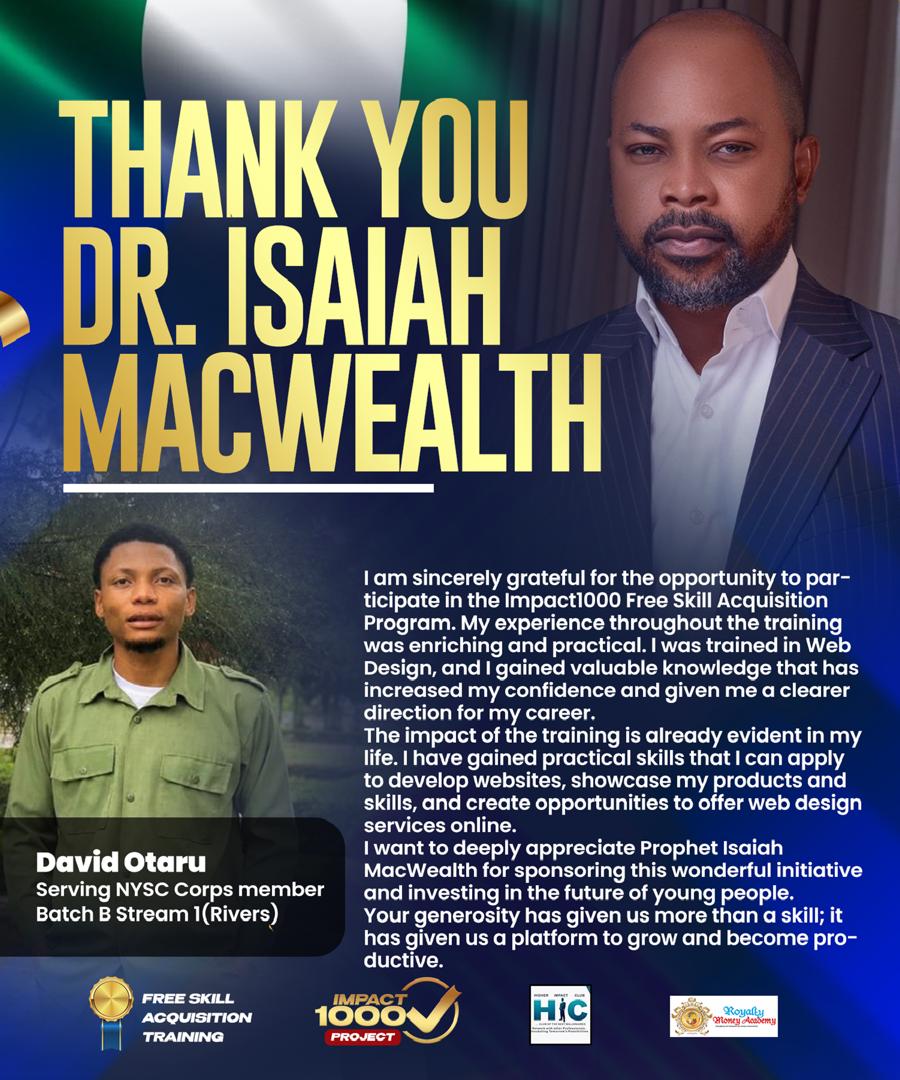 THANK YOU
DR. ISAIAH
MACWEALTH
I am sincerely grateful for the opportunity to par-
ticipate in the Impact1000 Free Skill Acquisition
Program. My experience throughout the training
was enriching and practical. I was trained in Web
Design, and I gained valuable knowledge that has
increased my confidence and given me a clearer
direction for my career.
The impact of the training is already evident in my
life. I have gained practical skills that I can apply
to develop websites, showcase my products and
skills, and create opportunities to offer web design
services online.
I want to deeply appreciate Prophet Isaiah
MacWealth for sponsoring this wonderful initiative
and investing in the future of young people.
Your generosity has given us more than a skill; it
has given us a platform to grow and become pro-
ductive.
David Otaru
Serving NYSC Corps member
Batch B Stream 1(Rivers)
FREE SKILL
ACQUISITION
TRAINING
IMPACT
1000
PROJECT
HIGHER IMPACT CLUB
HIC
Royalty
Money Academy